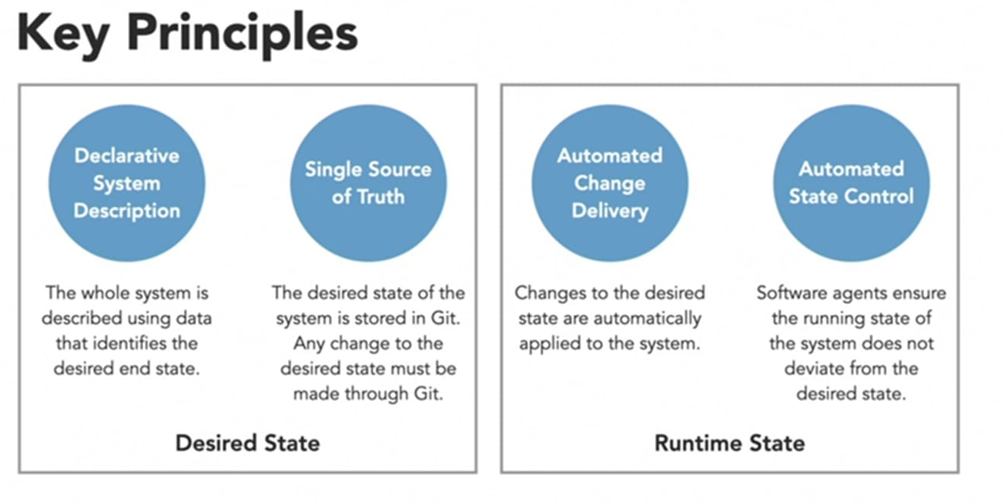 Key Principles
Declarative
System
Description
The whole system is
described using data
that identifies the
desired end state.
Single Source
of Truth
The desired state of the
system is stored in Git.
Any change to the
desired state must be
made through Git.
Desired State
Automated
Change
Delivery
Changes to the desired
state are automatically
applied to the system.
Automated
State Control
Software agents ensure
the running state of
the system does not
deviate from the
desired state.
Runtime State